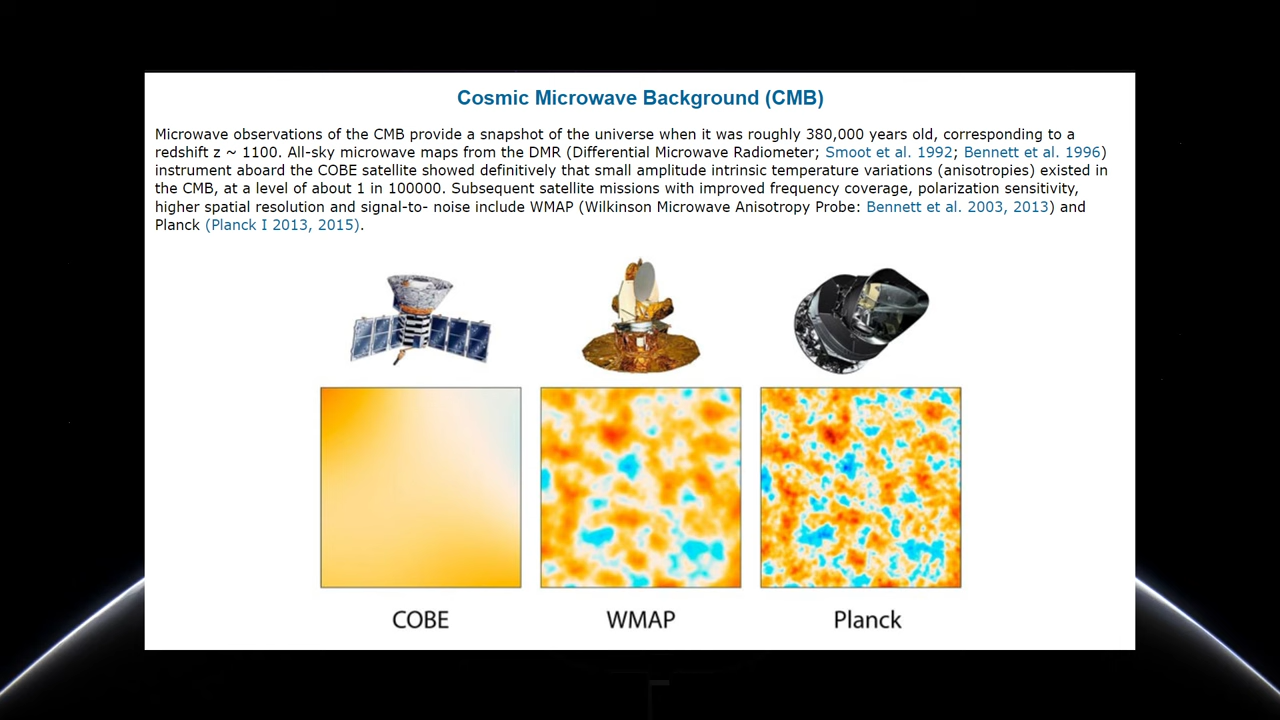 Cosmic Microwave Background (CMB)
Microwave observations of the CMB provide a snapshot of the universe when it was roughly 380,000 years old, corresponding to a
redshift z ~ 1100. All-sky microwave maps from the DMR (Differential Microwave Radiometer; Smoot et al. 1992; Bennett et al. 1996)
instrument aboard the COBE satellite showed definitively that small amplitude intrinsic temperature variations (anisotropies) existed in
the CMB, at a level of about 1 in 100000. Subsequent satellite missions with improved frequency coverage, polarization sensitivity,
higher spatial resolution and signal-to- noise include WMAP (Wilkinson Microwave Anisotropy Probe: Bennett et al. 2003, 2013) and
Planck (Planck I 2013, 2015).
COBE WMAP Planck